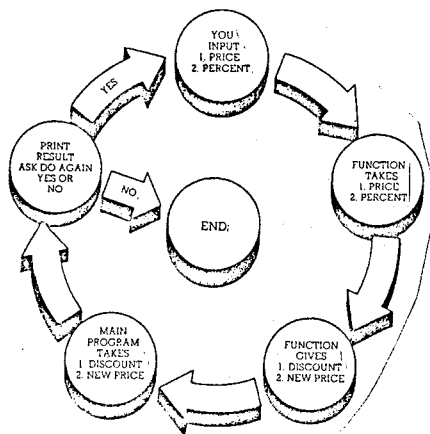 YOU
INPUT
1. PRICE
2. PERCENT
FUNCTION
TAKES
1. PRICE
2. PERCENT
FUNCTION
GIVES
1. DISCOUNT
2. NEW PRICE
MAIN
PROGRAM
TAKES
1. DISCOUNT
2. NEW PRICE
PRINT
RESULT
ASK DO AGAIN
YES OR
NO
YES
NO,
END;